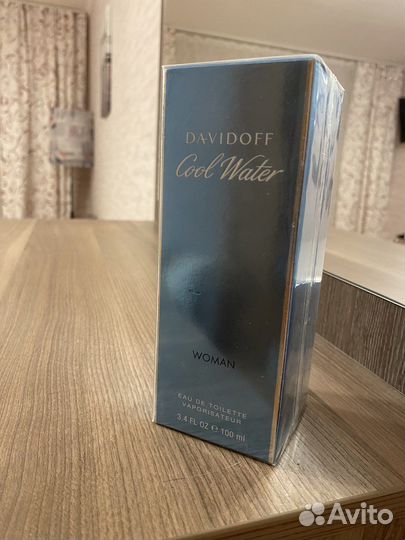 DAVIDOFF
Cool Water
WOMAN
EAU DE TOILETTE
VAPORISATEUR
3.4 FL OZ ℮ 100 ml
Avito